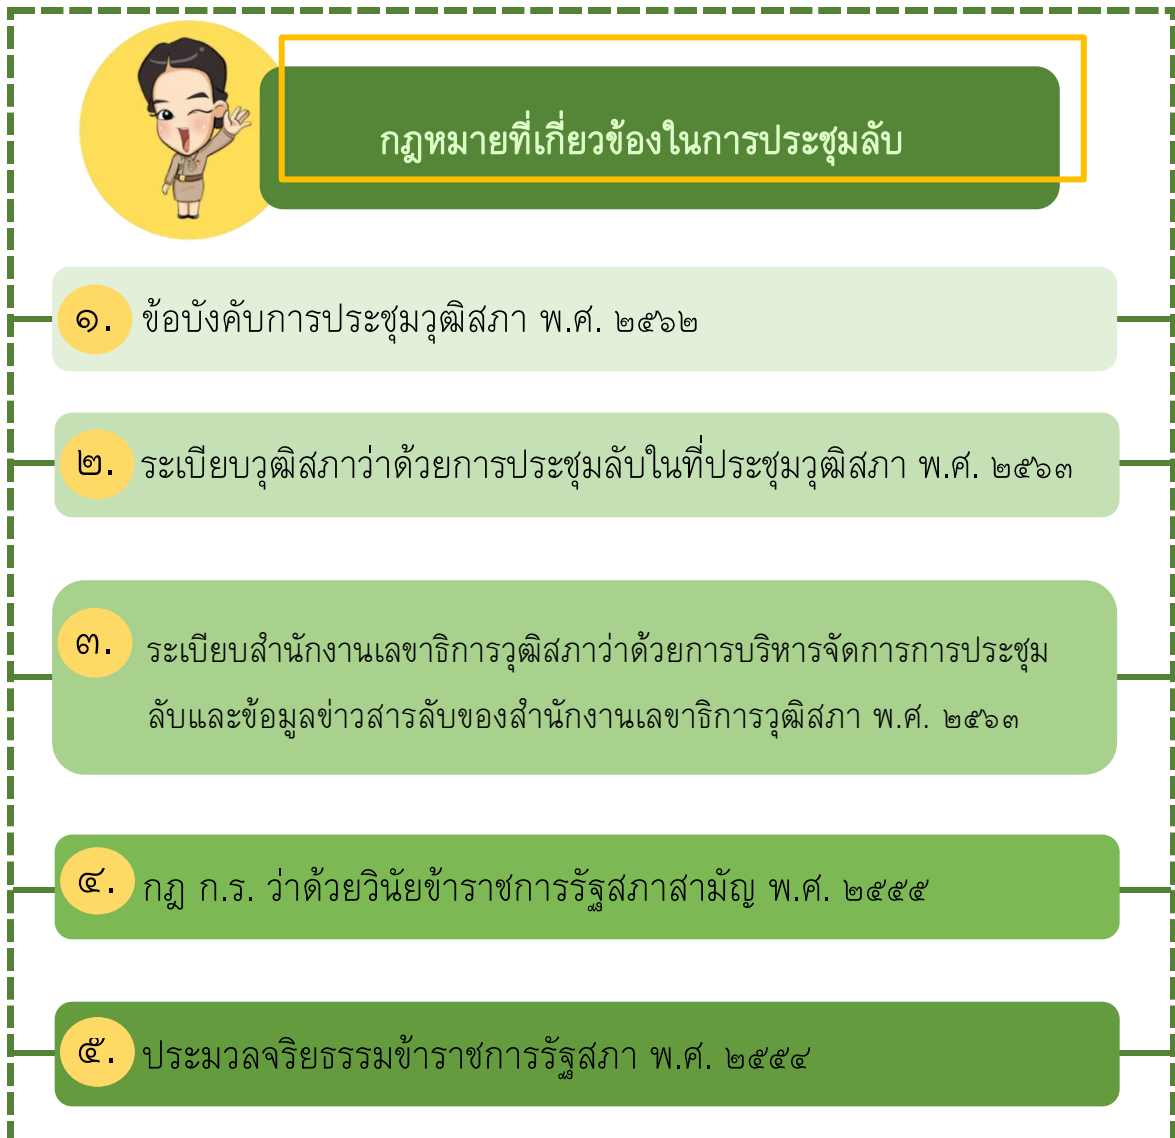 กฎหมายที่เกี่ยวข้องในการประชุมลับ
๑. ข้อบังคับการประชุมวุฒิสภา พ.ศ. ๒๕๖๒
๒. ระเบียบวุฒิสภาว่าด้วยการประชุมลับในที่ประชุมวุฒิสภา พ.ศ. ๒๕๖๓
๓. ระเบียบสำนักงานเลขาธิการวุฒิสภาว่าด้วยการบริหารจัดการการประชุม
ลับและข้อมูลข่าวสารลับของสำนักงานเลขาธิการวุฒิสภา พ.ศ. ๒๕๖๓
๔. กฎ ก.ร. ว่าด้วยวินัยข้าราชการรัฐสภาสามัญ พ.ศ. ๒๕๕๕
๕. ประมวลจริยธรรมข้าราชการรัฐสภา พ.ศ. ๒๕๕๔